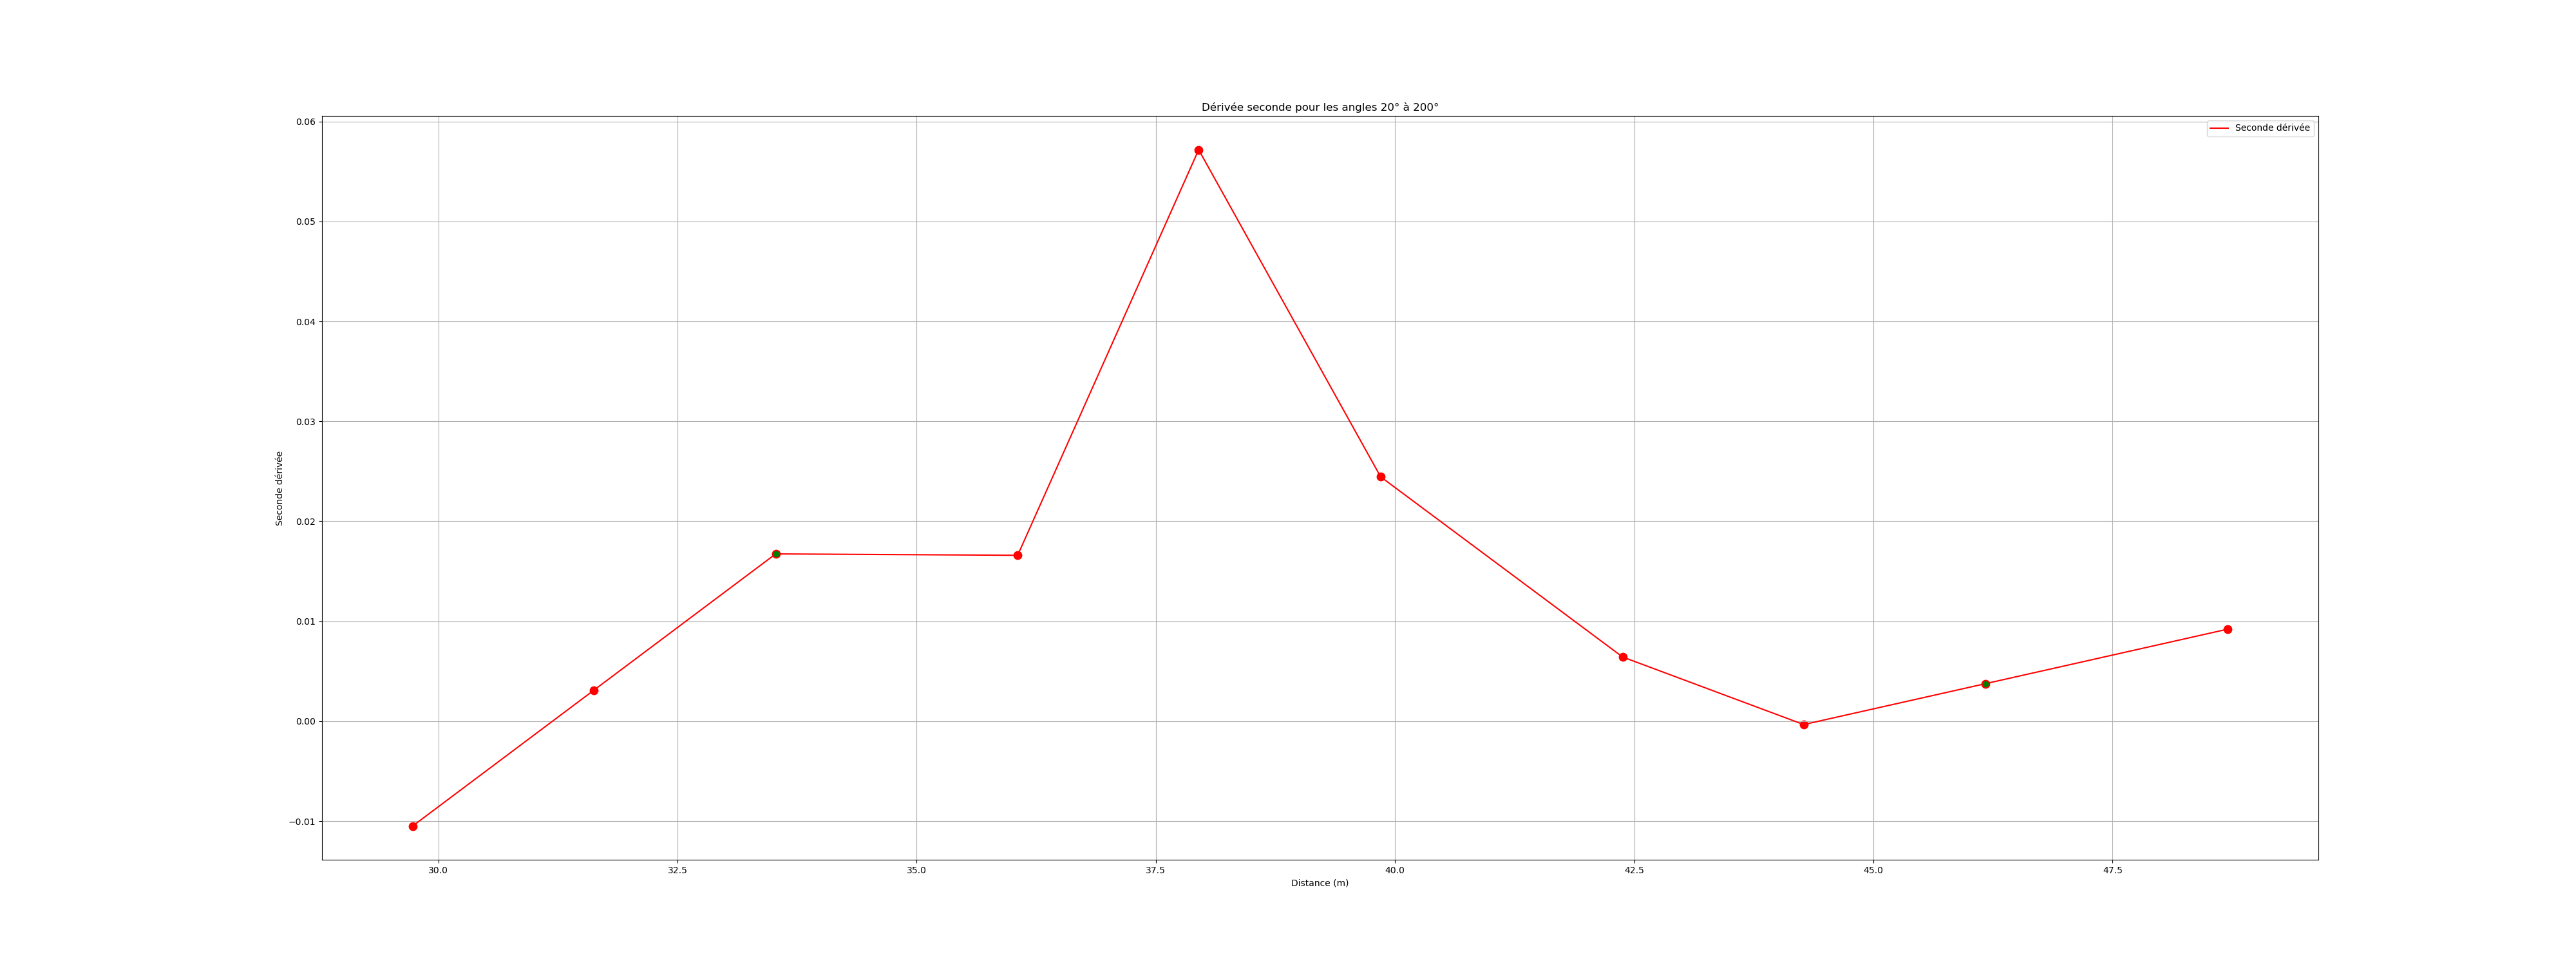 Dérivée seconde pour les angles 20° à 200°
Seconde dérivée
0.06
0.05
0.04
0.03
0.02
0.01
0.00
−0.01
Seconde dérivée
30.0 32.5 35.0 37.5 40.0 42.5 45.0 47.5
Distance (m)